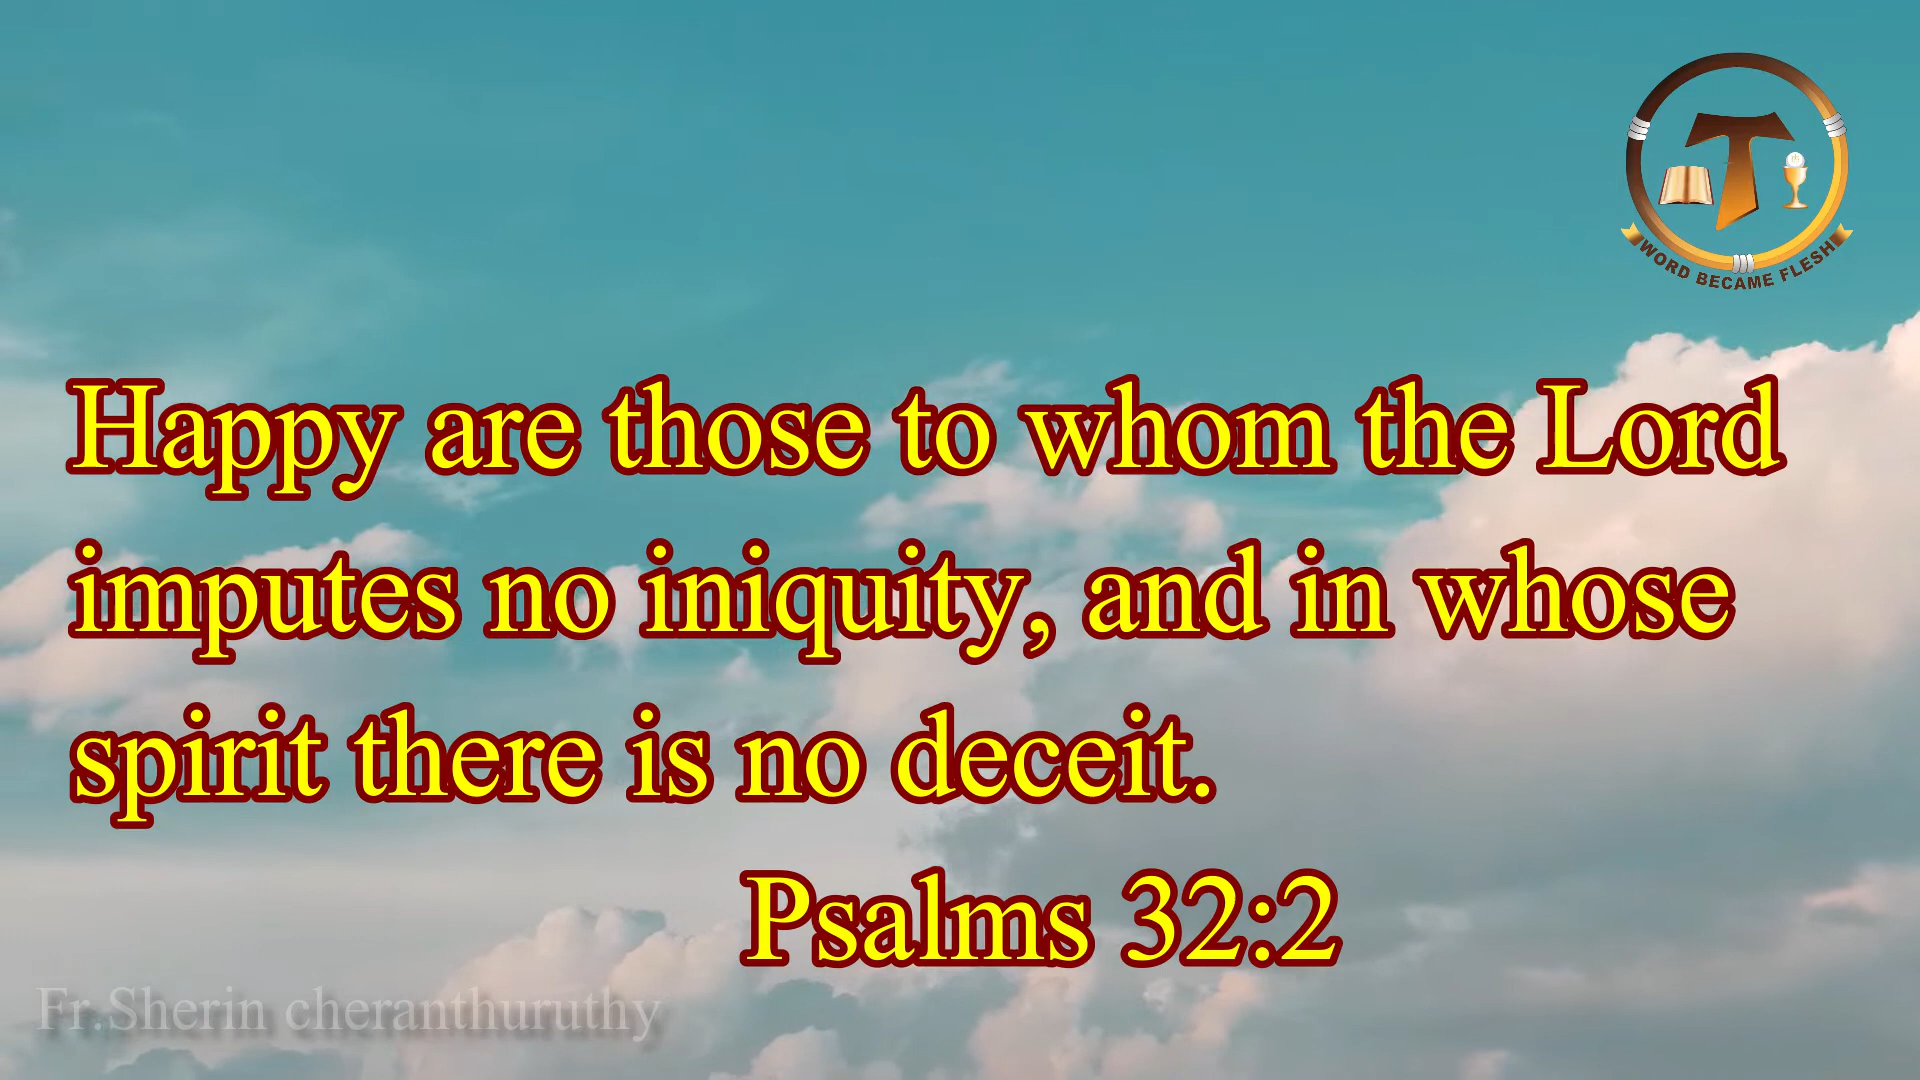 WORD BECAME FLESH
Happy are those to whom the Lord
imputes no iniquity, and in whose
spirit there is no deceit.
Psalms 32:2
Fr.Sherin cheranthuruthy